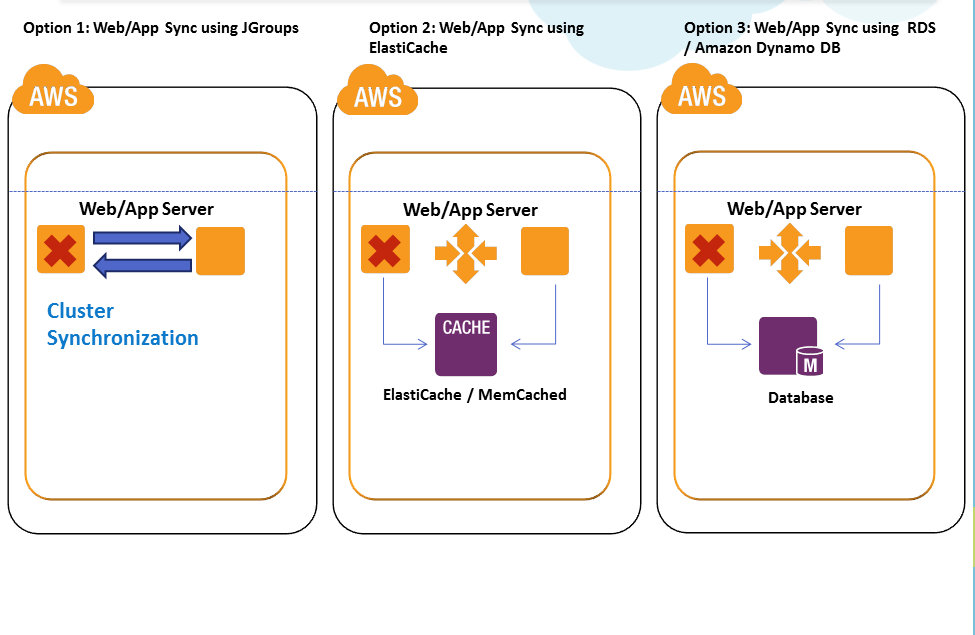 Option 1: Web/App Sync using JGroups
Option 2: Web/App Sync using
ElastiCache
Option 3: Web/App Sync using RDS
/ Amazon Dynamo DB
AWS
AWS
AWS
Web/App Server
Web/App Server
Web/App Server
Cluster
Synchronization
CACHE
ElastiCache / MemCached
M
Database